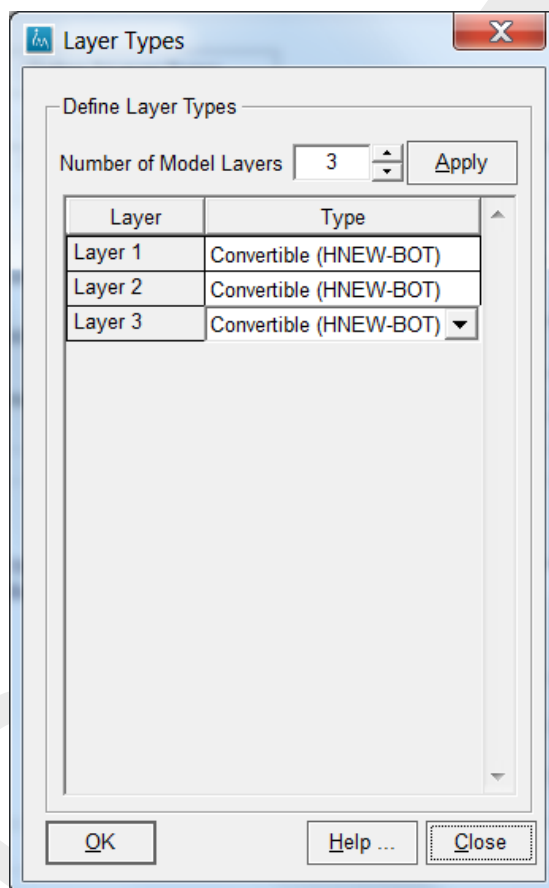 Layer Types
X
Define Layer Types
Number of Model Layers 3 Apply
Layer Type
Layer 1 Convertible (HNEW-BOT)
Layer 2 Convertible (HNEW-BOT)
Layer 3 Convertible (HNEW-BOT)
OK Help ... Close